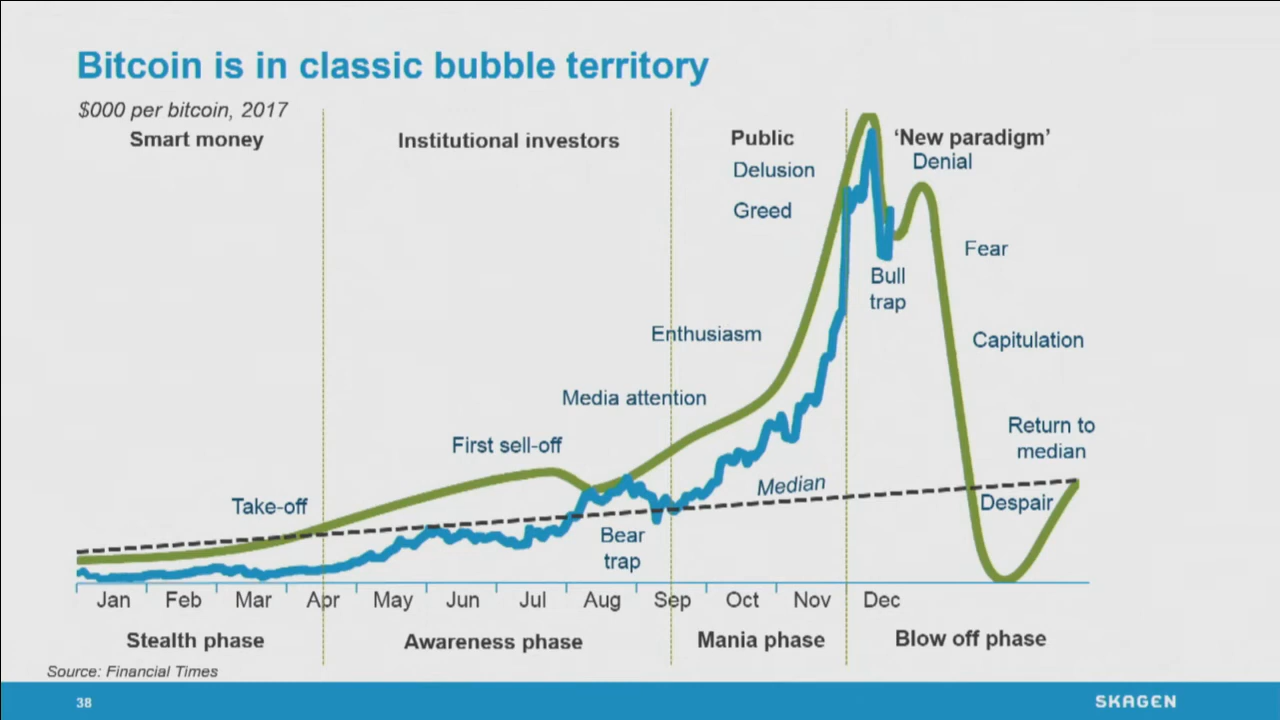 Bitcoin is in classic bubble territory
$000 per bitcoin, 2017
Smart money
Institutional investors
Public
‘New paradigm’
Delusion
Denial
Greed
Fear
Bull
trap
Enthusiasm
Capitulation
Media attention
First sell-off
Return to
median
Median
Take-off
Despair
Bear
trap
Jan Feb Mar Apr May Jun Jul Aug Sep Oct Nov Dec
Stealth phase
Awareness phase
Mania phase
Blow off phase
Source: Financial Times
38
SKAGEN